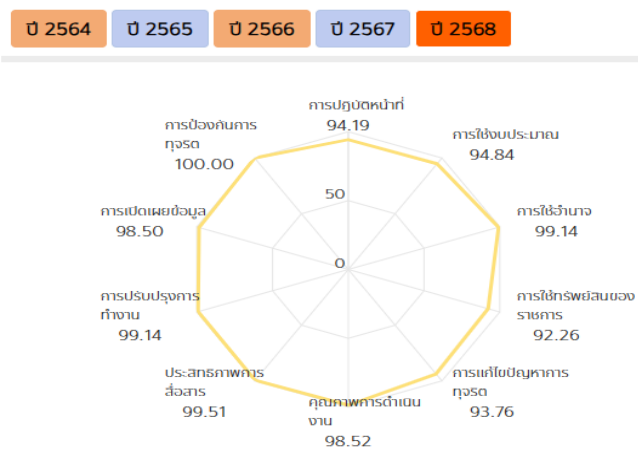 ปี 2564 ปี 2565 ปี 2566 ปี 2567 ปี 2568
การปฏิบัติหน้าที่
94.19
การใช้งบประมาณ
94.84
การใช้อำนาจ
99.14
การใช้ทรัพย์สินของ
ราชการ
92.26
การแก้ไขปัญหาการ
ทุจริต
93.76
คุณภาพการดำเนิน
งาน
98.52
ประสิทธิภาพการ
สื่อสาร
99.51
การปรับปรุงการ
ทำงาน
99.14
การเปิดเผยข้อมูล
98.50
การป้องกันการ
ทุจริต
100.00
50
0